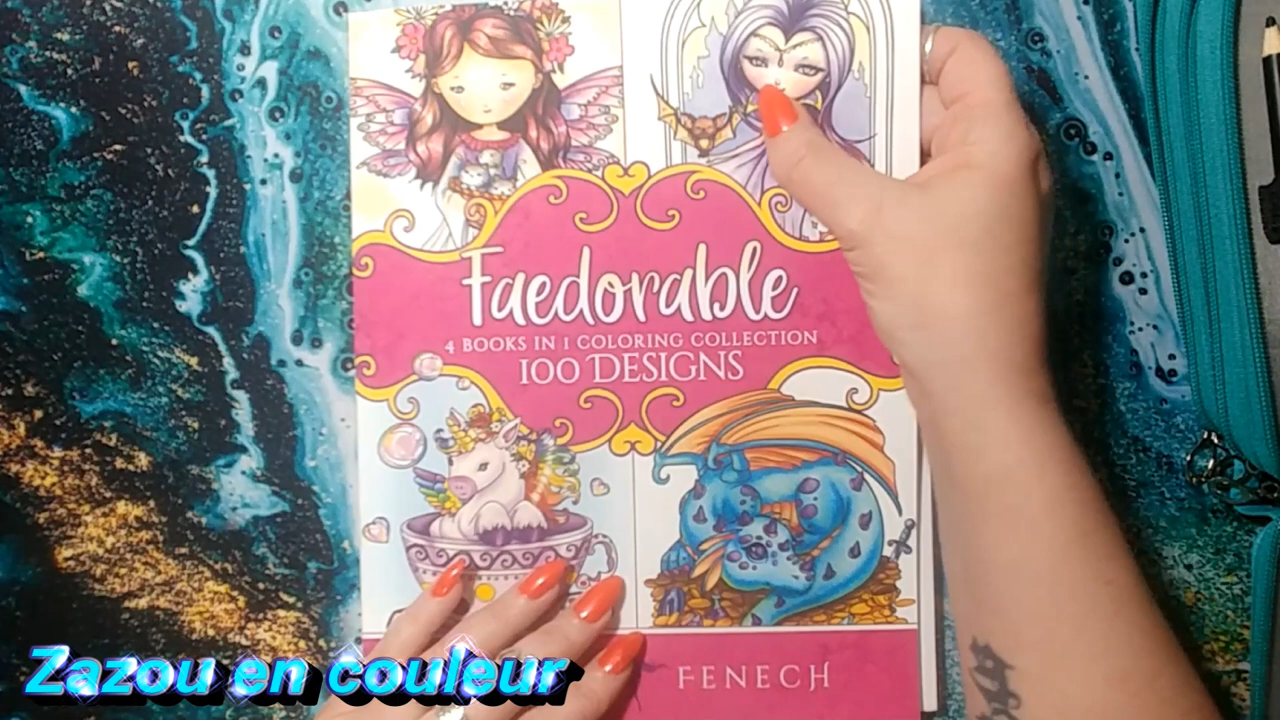 Faedorable
4 BOOKS IN 1 COLORING COLLECTION
100 DESIGNS
FENECH
Zazou en couleur